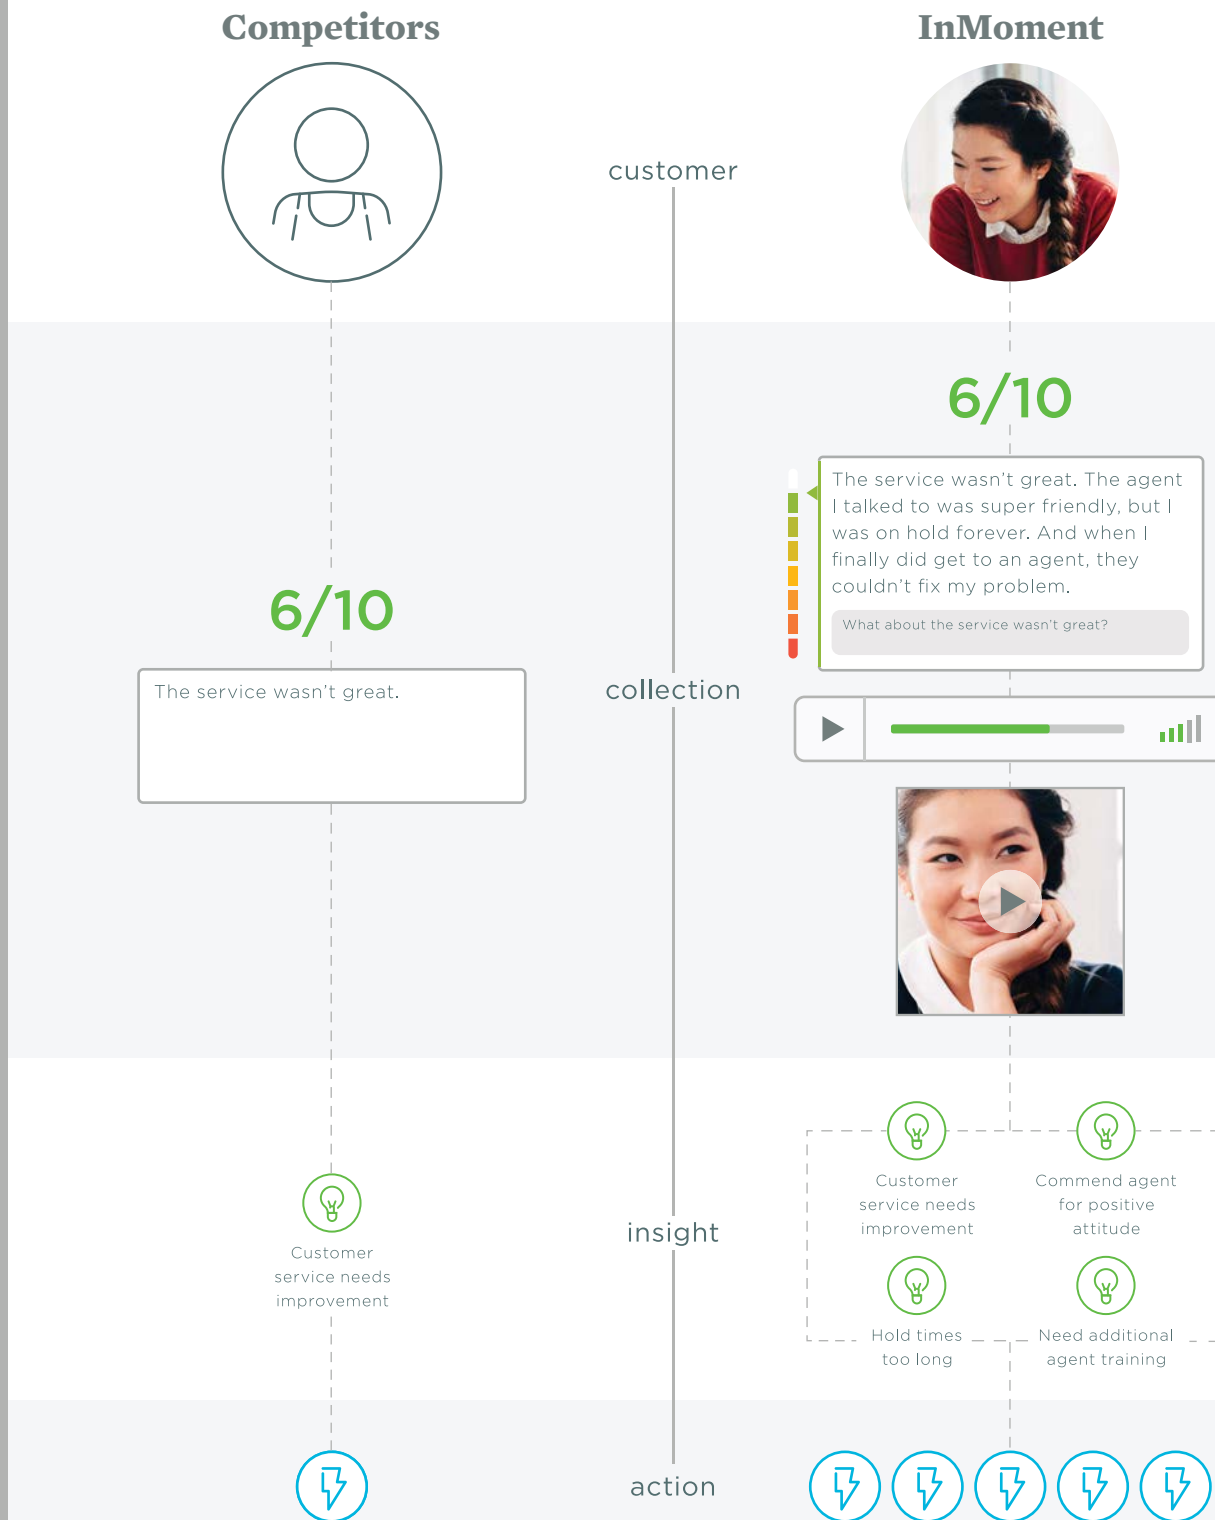 Competitors
InMoment
customer
6/10
The service wasn't great. The agent
I talked to was super friendly, but I
was on hold forever. And when I
finally did get to an agent, they
couldn't fix my problem.
What about the service wasn't great?
6/10
The service wasn't great.
collection
Customer
service needs
improvement
Commend agent
for positive
attitude
insight
Customer
service needs
improvement
Hold times
too long
Need additional
agent training
action